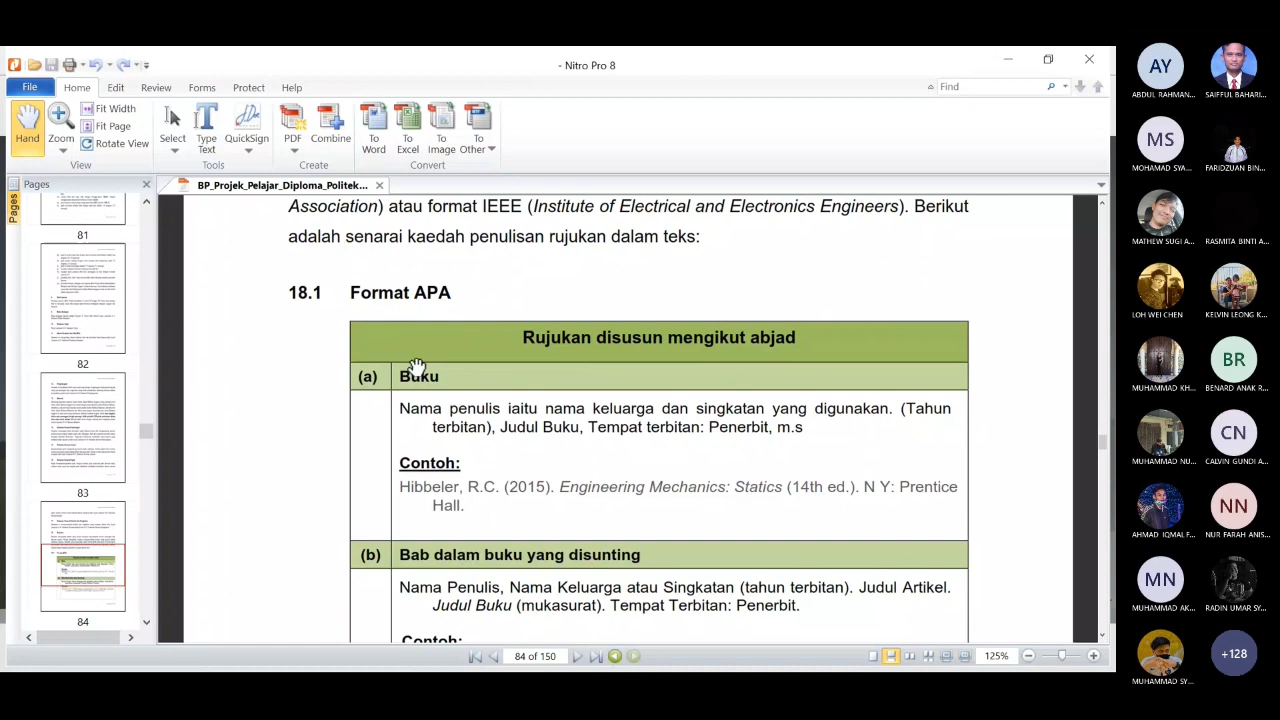 - Nitro Pro 8
File Home Edit Review Forms Protect Help
Find
Hand
Zoom
Fit Width
Fit Page
Rotate View
View
Select
Type Text
QuickSign
Tools
PDF
Combine
Create
To Word
To Excel
To Image
To Other
Convert
Pages
Pages
BP_Projek_Pelajar_Diploma_Politek...
81
82
83
84
Association) atau format IEEE (Institute of Electrical and Electronics Engineers). Berikut
adalah senarai kaedah penulisan rujukan dalam teks:
18.1 Format APA
Rujukan disusun mengikut abjad
(a) Buku
Nama penulis iaitu nama keluarga dan singkatan yang digunakan. (Tahun
terbitan), Judul Buku, Tempat terbitan: Penerbit, m.s
Contoh:
Hibbeler, R.C. (2015). Engineering Mechanics: Statics (14th ed.). N Y: Prentice
Hall.
(b) Bab dalam buku yang disunting
Nama Penulis, Nama Keluarga atau Singkatan (tahun terbitan). Judul Artikel.
Judul Buku (mukasurat). Tempat Terbitan: Penerbit.
Contoh:
84 of 150
125%
AY
ABDUL RAHMAN...
SAIFFUL BAHARI...
MS
MOHAMAD SYA...
FARIDZUAN BIN...
MATHEW SUGI A...
RASMITA BINTI A...
LOH WEI CHEN
KELVIN LEONG K...
MUHAMMAD KH...
BR
BENARD ANAK R...
MUHAMMAD NU...
CN
CALVIN GUNDI A...
AHMAD IQMAL F...
NN
NUR FARAH ANIS...
MN
MUHAMMAD AK...
RADIN UMAR SY...
MUHAMMAD SY...
+128